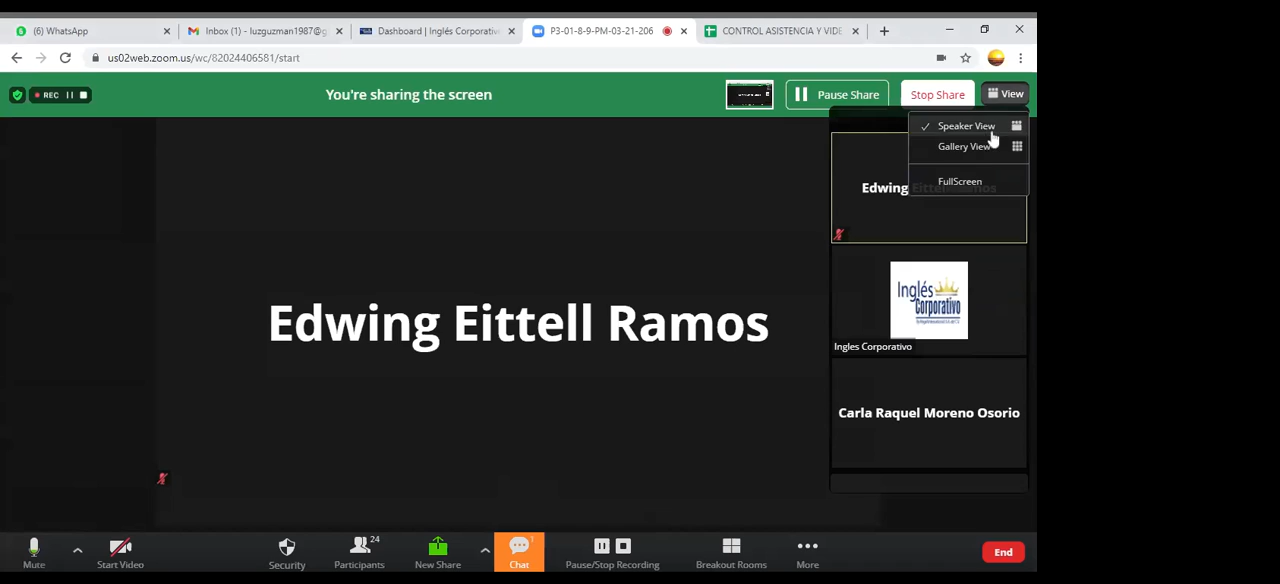 (6) WhatsApp
Inbox (1) - luzguzman1987@g
Dashboard | Inglés Corporativ
P3-01-8-9-PM-03-21-206
CONTROL ASISTENCIA Y VIDE
us02web.zoom.us/wc/82024406581/start
REC
You're sharing the screen
Pause Share
Stop Share
View
Speaker View
Gallery View
FullScreen
Edwing Eittell Ramos
Inglés
Corporativo
Ingles Corporativo
Edwing Eittell Ramos
Carla Raquel Moreno Osorio
Mute
Start Video
Security
24
Participants
New Share
1
Chat
Pause/Stop Recording
Breakout Rooms
More
End